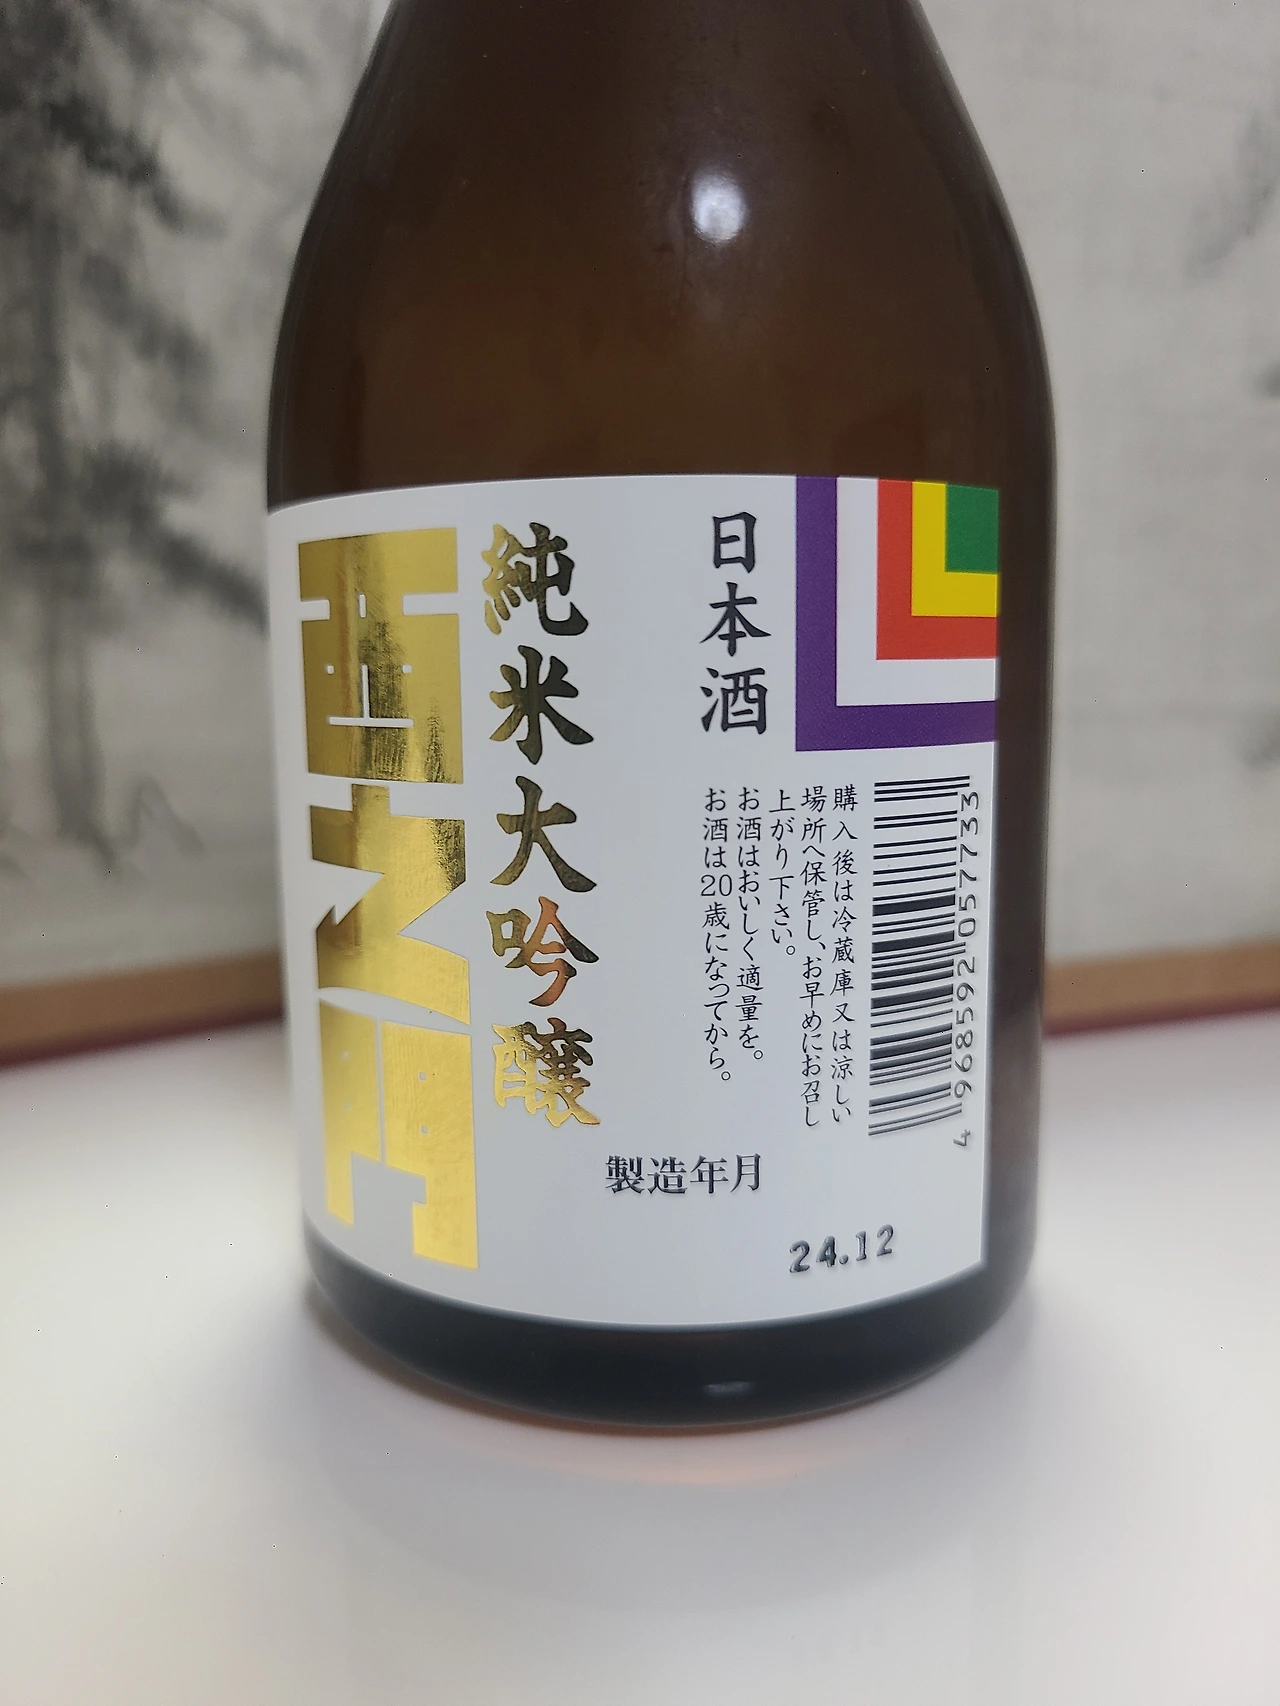 4 968592 057733
日本酒
購入後は冷蔵庫又は涼しい
場所へ保管し、お早めにお召し
上がり下さい。
お酒はおいしく適量を。
お酒は20歳になってから。
純米大吟醸
西之門
製造年月
24.12